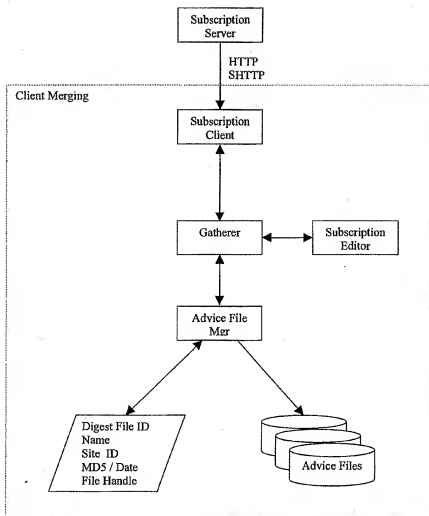 Subscription
Server
HTTP
SHTTP
Client Merging
Subscription
Client
Gatherer
Subscription
Editor
Advice File
Mgr
Digest File ID
Name
Site ID
MD5 / Date
File Handle
Advice Files